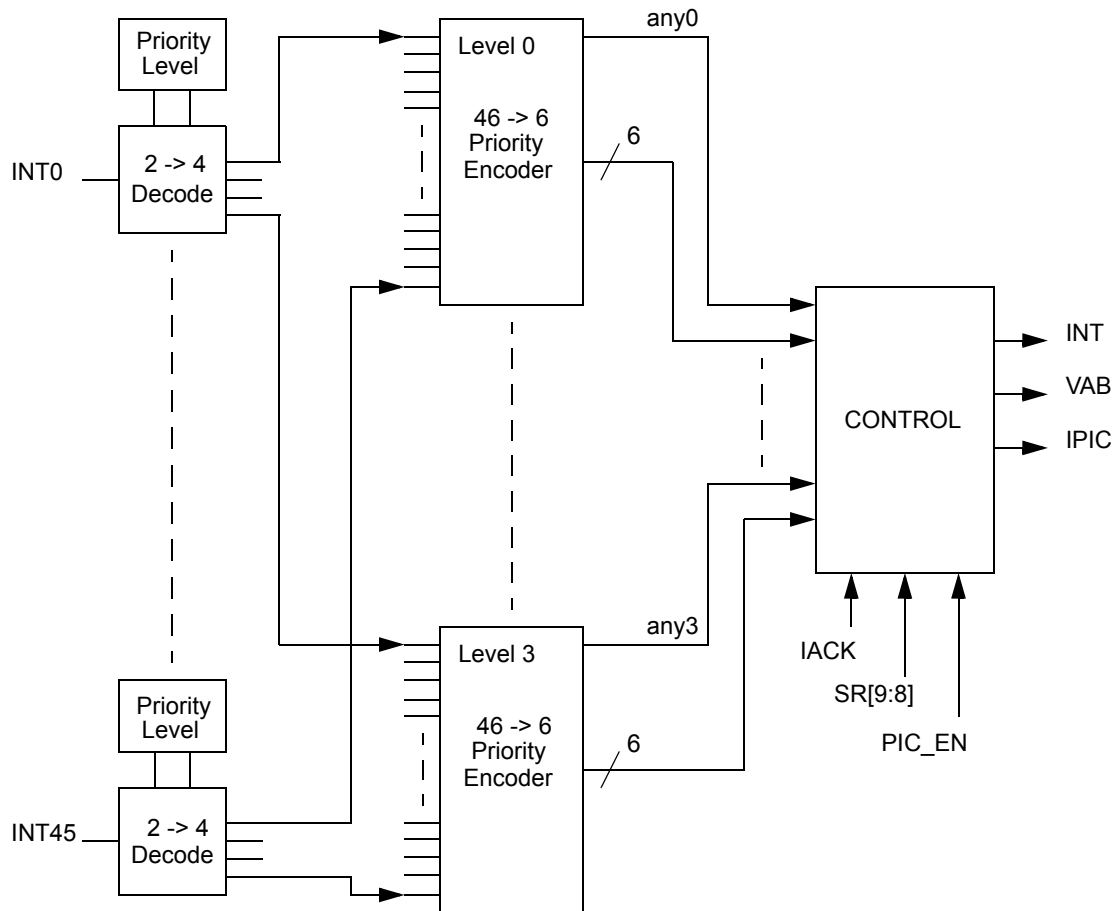 Priority
Level
INT0
2 -> 4
Decode
Level 0
46 -> 6
Priority
Encoder
any0
6
CONTROL
INT
VAB
IPIC
IACK
SR[9:8]
PIC_EN
Priority
Level
INT45
2 -> 4
Decode
Level 3
46 -> 6
Priority
Encoder
any3
6